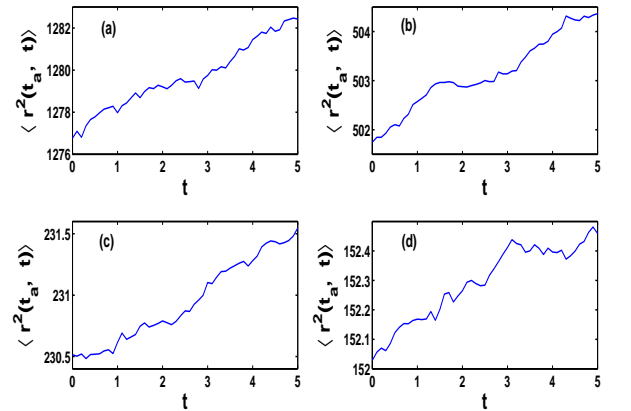 (a)
⟨ r²(tₐ, t)⟩
1282
1280
1278
1276
0 1 2 3 4 5
t
(b)
⟨ r²(tₐ, t)⟩
504
503
502
0 1 2 3 4 5
t
(c)
⟨ r²(tₐ, t)⟩
231.5
231
230.5
0 1 2 3 4 5
t
(d)
⟨ r²(tₐ, t)⟩
152.4
152.3
152.2
152.1
152
0 1 2 3 4 5
t